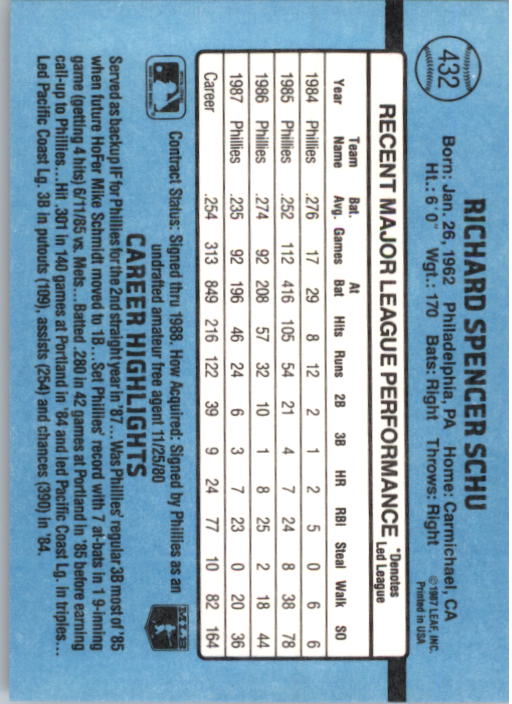 432
RICHARD SPENCER SCHU
Born: Jan. 26, 1962 Philadelphia, PA Home: Carmichael, CA
Ht.: 6'0" Wgt.: 170 Bats: Right Throws: Right
©1987 LEAF, INC.
Printed in USA
RECENT MAJOR LEAGUE PERFORMANCE
*Denotes
Led League
Year Team Name Bat. Avg. Games At Bat Hits Runs 2B 3B HR RBI Steal Walk SO
1984 Phillies .276 17 29 8 12 2 1 2 5 0 6 6
1985 Phillies .252 112 416 105 54 21 4 7 24 8 38 78
1986 Phillies .274 92 208 57 32 10 1 8 25 2 18 44
1987 Phillies .235 92 196 46 24 6 3 7 23 0 20 36
Career .254 313 849 216 122 39 9 24 77 10 82 164
Contract Status: Signed thru 1988. How Acquired: Signed by Phillies as an
undrafted amateur free agent 11/25/80
MLB
CAREER HIGHLIGHTS
Served as backup IF for Phillies for the 2nd straight year in '87...Was Phillies' regular 3B most of '85
when future HoFer Mike Schmidt moved to 1B...Set Phillies' record with 7 at-bats in 1 9-inning
game (getting 4 hits) 6/11/85 vs. Mets...Batted .280 in 42 games at Portland in '85 before earning
call-up to Phillies...Hit .301 in 140 games at Portland in '84 and led Pacific Coast Lg. in triples...
Led Pacific Coast Lg. 3B in putouts (109), assists (254) and chances (390) in '84.